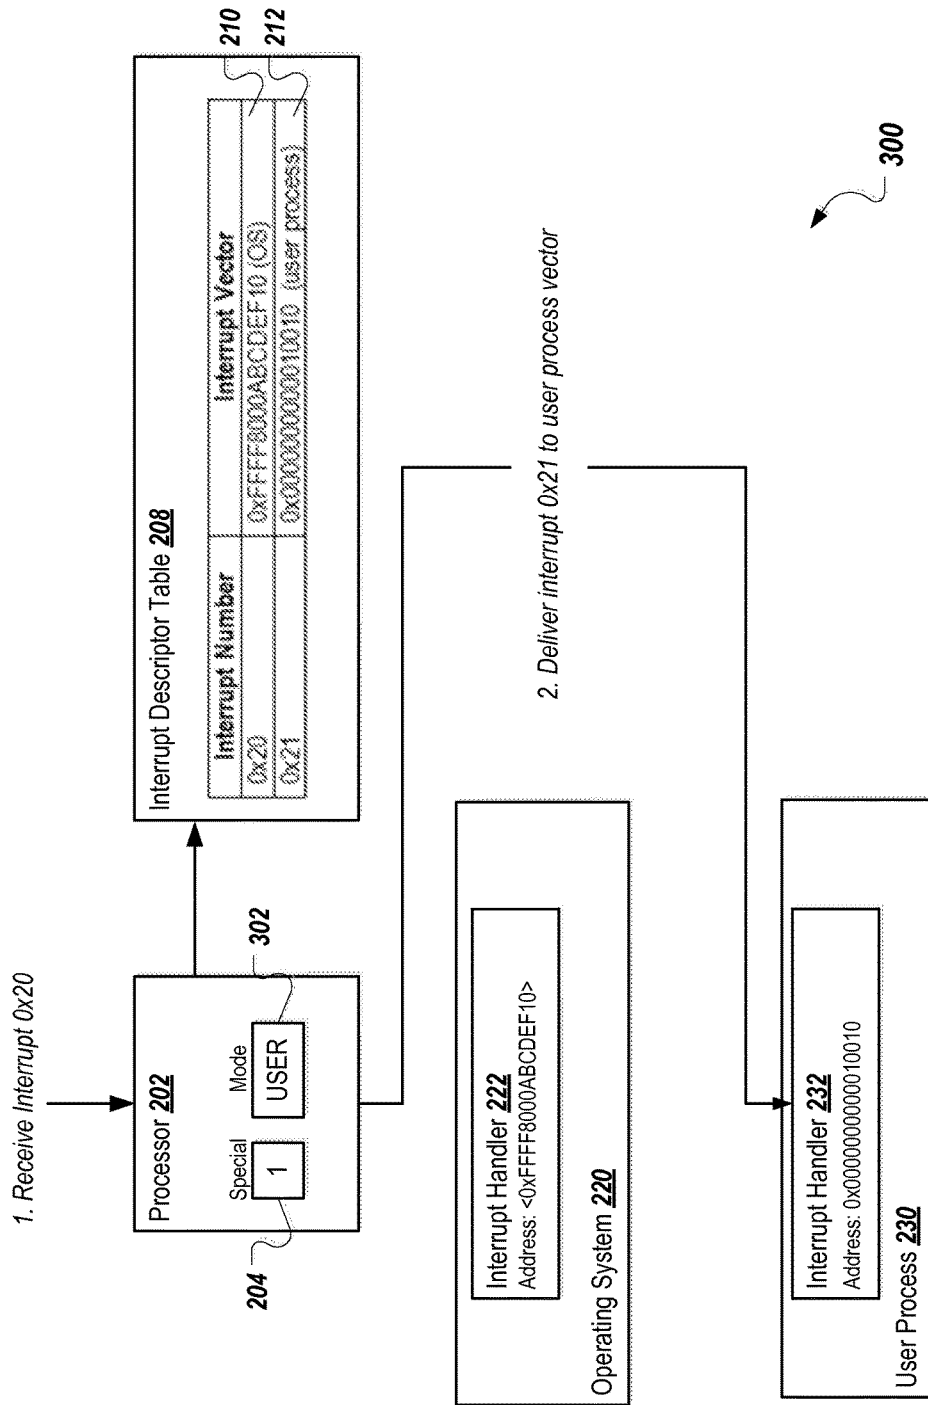 1. Receive Interrupt 0x20
Processor 202
Special
Mode
1
USER
204
302
Interrupt Descriptor Table 208
Interrupt Number Interrupt Vector
0x20 0xFFFF8000ABCDEF10 (OS)
0x21 0x0000000000010010 (user process)
210
212
2. Deliver interrupt 0x21 to user process vector
Interrupt Handler 222
Address: <0xFFFF8000ABCDEF10>
Operating System 220
Interrupt Handler 232
Address: 0x0000000000010010
User Process 230
300